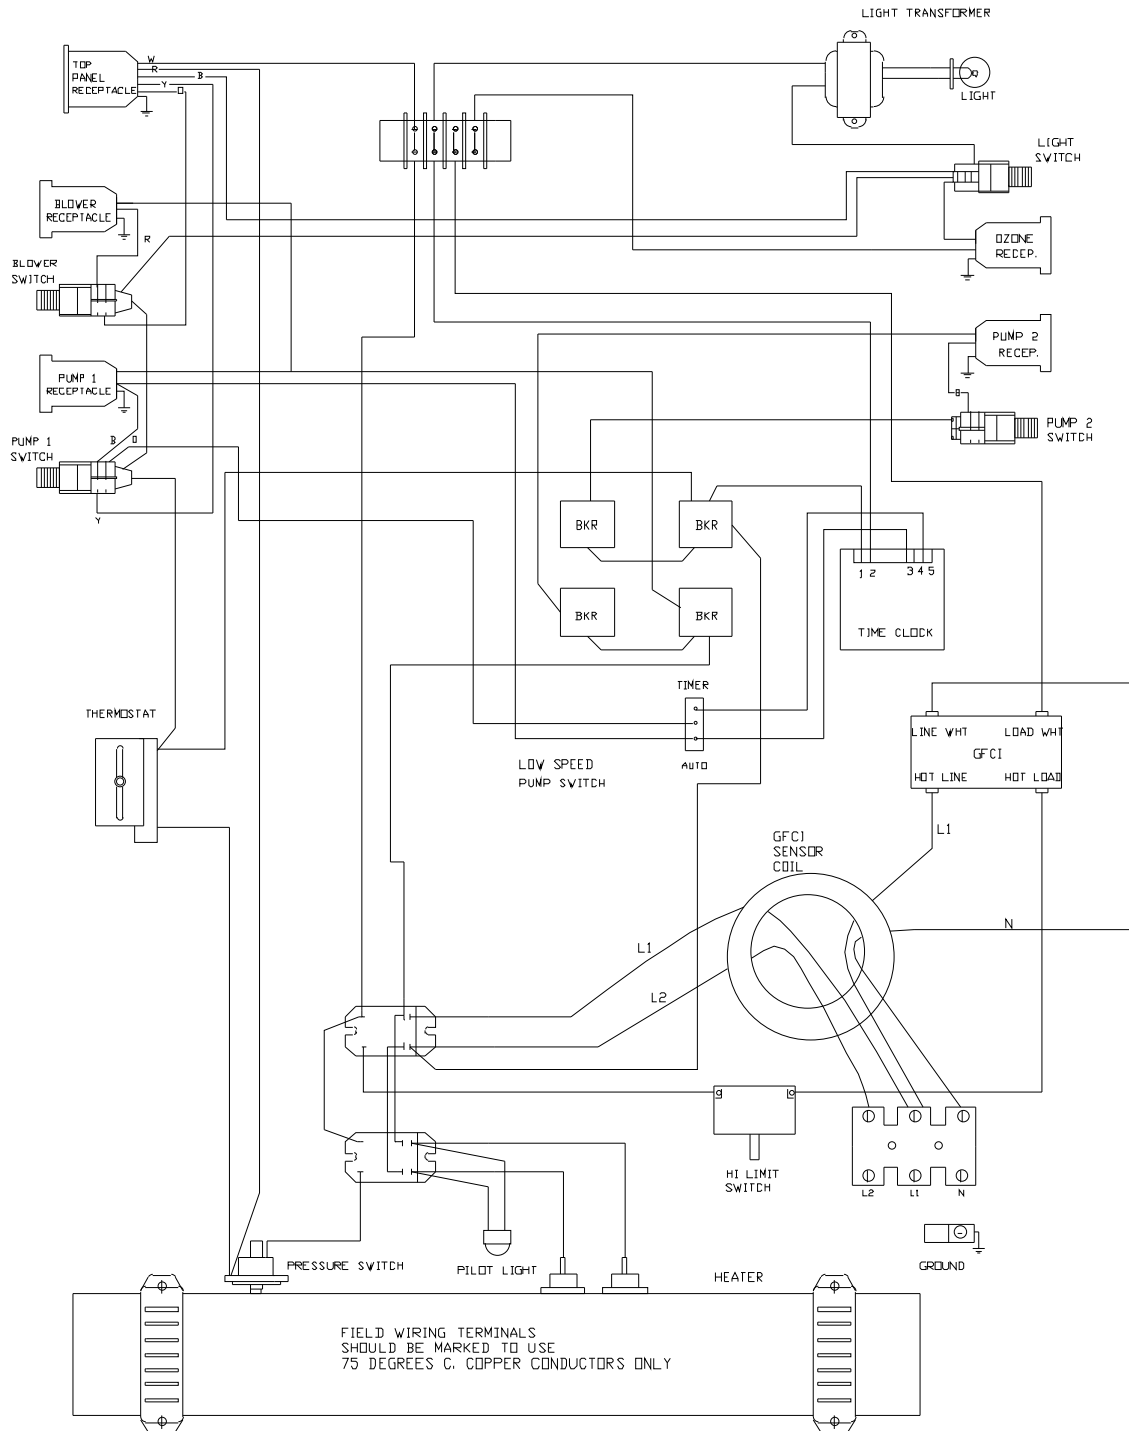 LIGHT TRANSFORMER
TOP
PANEL
RECEPTACLE
W
R
B
Y
O
LIGHT
LIGHT
SWITCH
BLOWER
RECEPTACLE
R
OZONE
RECEP.
BLOWER
SWITCH
PUMP 2
RECEP.
PUMP 1
RECEPTACLE
B
PUMP 2
SWITCH
B O
PUMP 1
SWITCH
Y
BKR
BKR
BKR
BKR
1 2 3 4 5
TIME CLOCK
TIMER
AUTO
LOW SPEED
PUMP SWITCH
THERMOSTAT
LINE WHT LOAD WHT
GFCI
HOT LINE HOT LOAD
L1
GFCI
SENSOR
COIL
N
L1
L2
HI LIMIT
SWITCH
L2 L1 N
GROUND
PRESSURE SWITCH
PILOT LIGHT
HEATER
FIELD WIRING TERMINALS
SHOULD BE MARKED TO USE
75 DEGREES C. COPPER CONDUCTORS ONLY